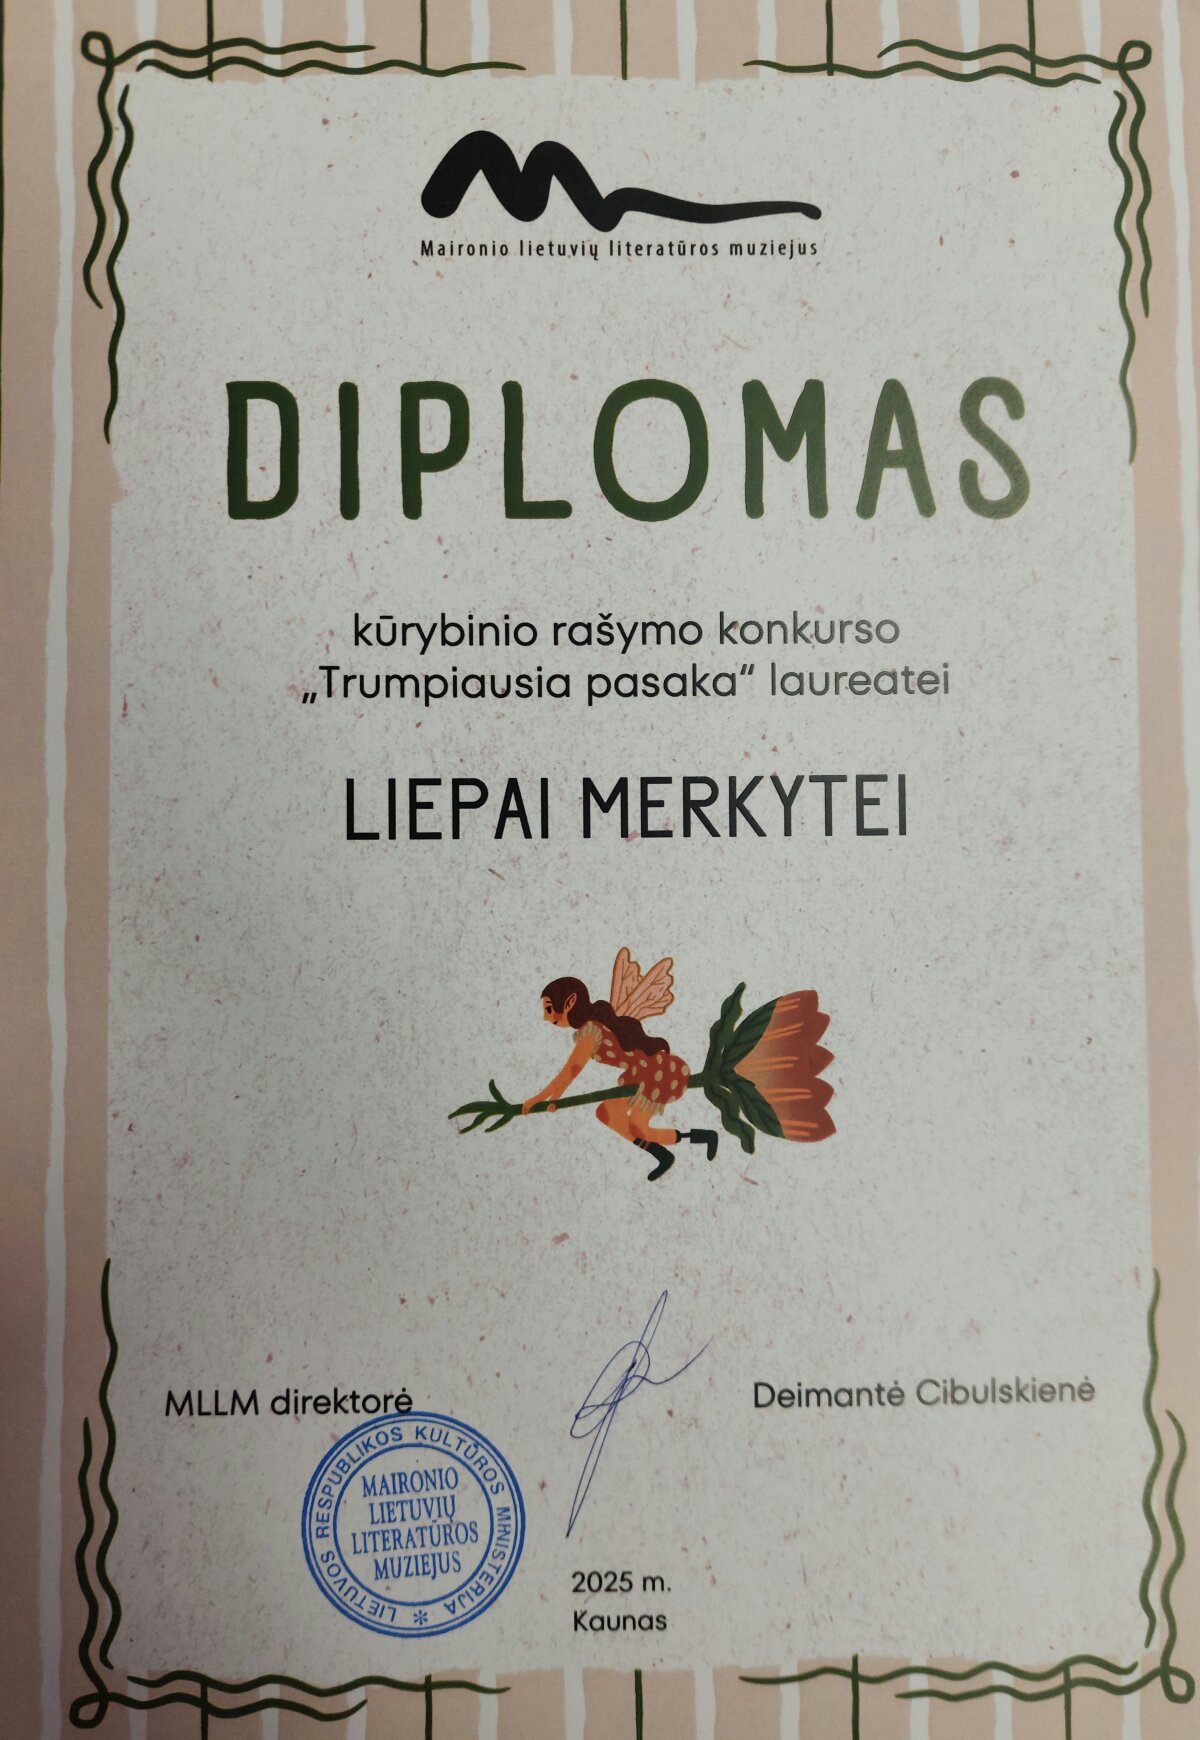 Maironio lietuvių literatūros muziejus
DIPLOMAS
kūrybinio rašymo konkurso
„Trumpiausia pasaka“ laureatei
LIEPAI MERKYTEI
MLLM direktorė
Deimantė Cibulskienė
LIETUVOS RESPUBLIKOS KULTŪROS MINISTERIJA *
MAIRONIO
LIETUVIŲ
LITERATŪROS
MUZIEJUS
2025 m.
Kaunas